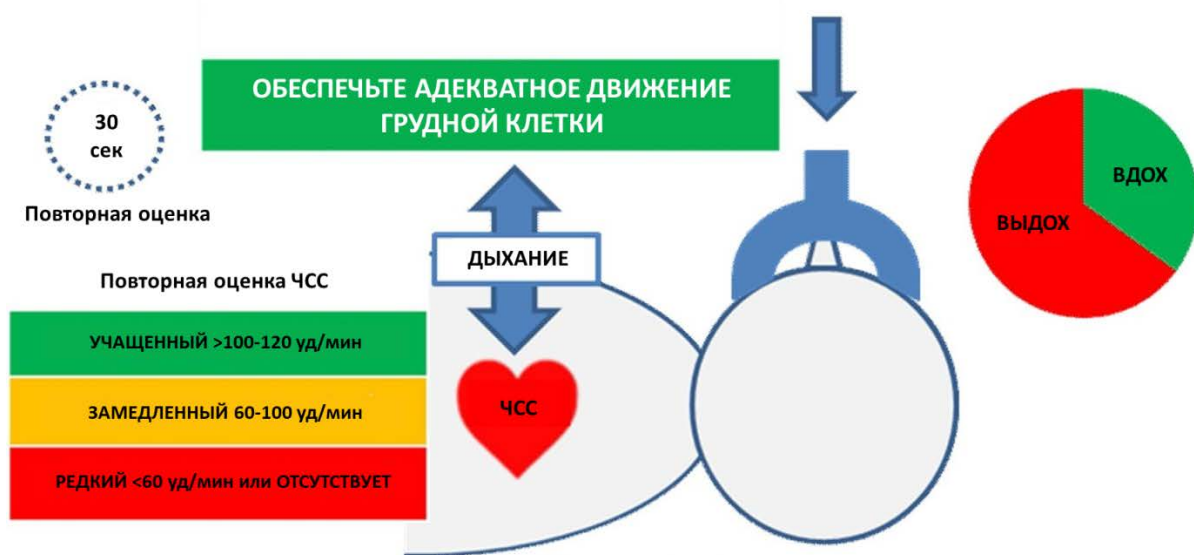 ОБЕСПЕЧЬТЕ АДЕКВАТНОЕ ДВИЖЕНИЕ
ГРУДНОЙ КЛЕТКИ
30
сек
Повторная оценка
ВДОХ
ВЫДОХ
ДЫХАНИЕ
Повторная оценка ЧСС
УЧАЩЕННЫЙ >100-120 уд/мин
ЗАМЕДЛЕННЫЙ 60-100 уд/мин
ЧСС
РЕДКИЙ <60 уд/мин или ОТСУТСТВУЕТ